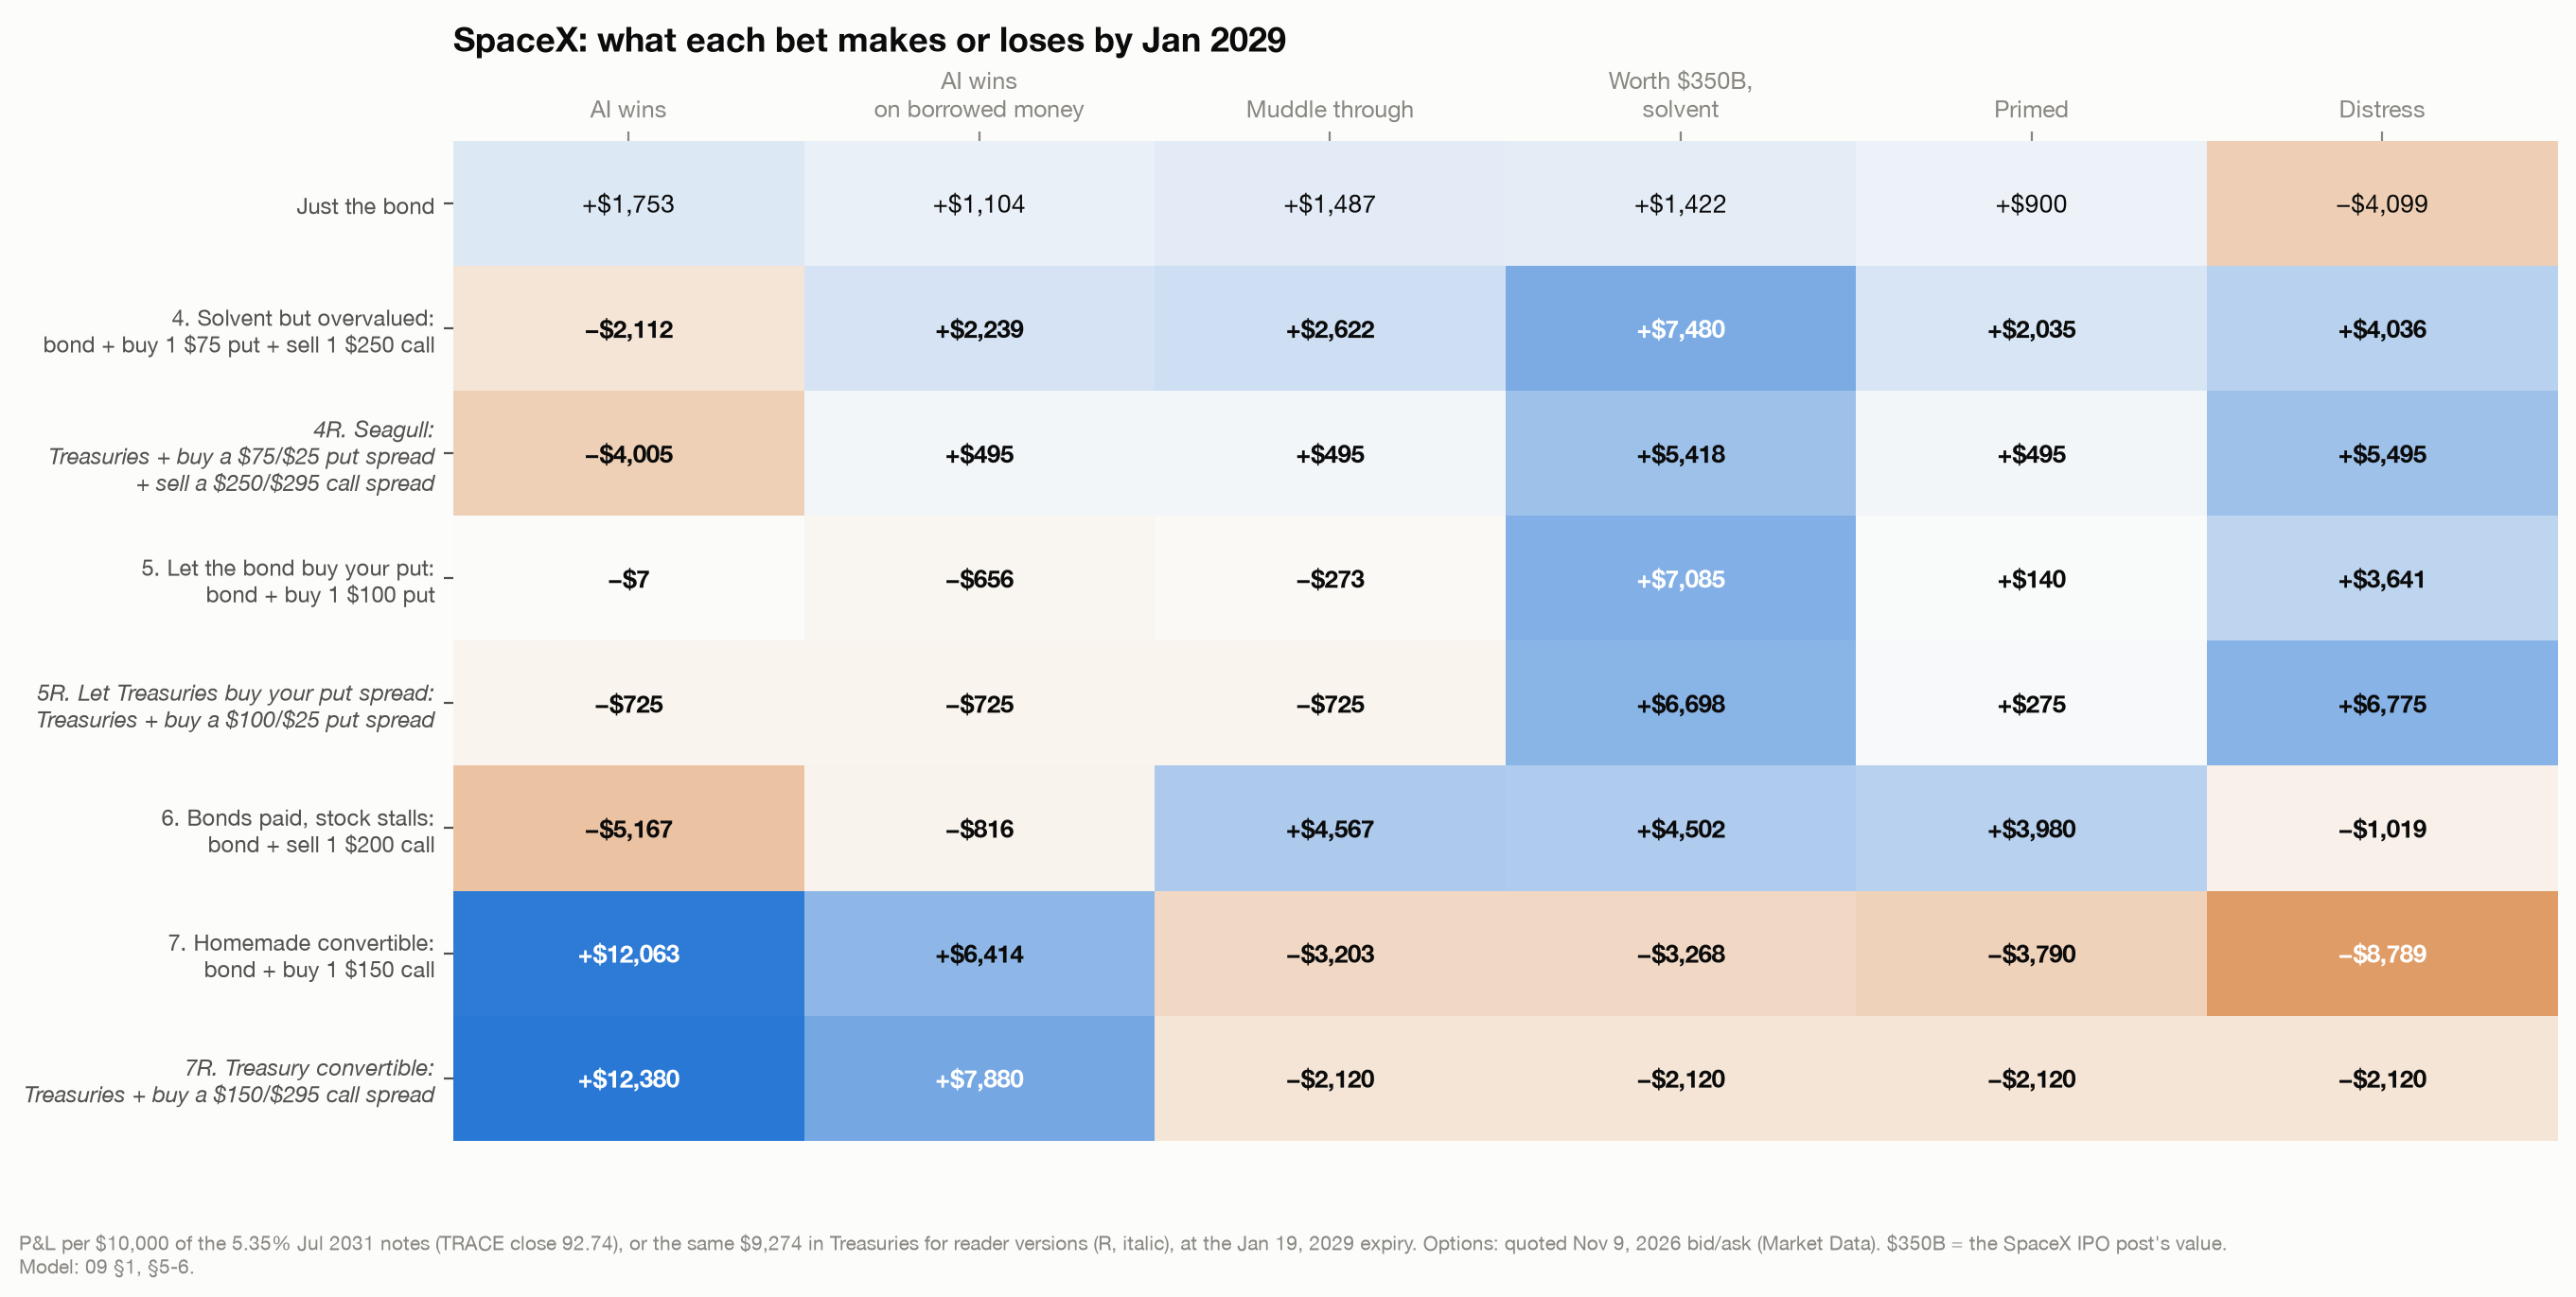 SpaceX: what each bet makes or loses by Jan 2029
AI wins
AI wins
on borrowed money
Muddle through
Worth $350B,
solvent
Primed
Distress
Just the bond
+$1,753
+$1,104
+$1,487
+$1,422
+$900
−$4,099
4. Solvent but overvalued:
bond + buy 1 $75 put + sell 1 $250 call
−$2,112
+$2,239
+$2,622
+$7,480
+$2,035
+$4,036
4R. Seagull:
Treasuries + buy a $75/$25 put spread
+ sell a $250/$295 call spread
−$4,005
+$495
+$495
+$5,418
+$495
+$5,495
5. Let the bond buy your put:
bond + buy 1 $100 put
−$7
−$656
−$273
+$7,085
+$140
+$3,641
5R. Let Treasuries buy your put spread:
Treasuries + buy a $100/$25 put spread
−$725
−$725
−$725
+$6,698
+$275
+$6,775
6. Bonds paid, stock stalls:
bond + sell 1 $200 call
−$5,167
−$816
+$4,567
+$4,502
+$3,980
−$1,019
7. Homemade convertible:
bond + buy 1 $150 call
+$12,063
+$6,414
−$3,203
−$3,268
−$3,790
−$8,789
7R. Treasury convertible:
Treasuries + buy a $150/$295 call spread
+$12,380
+$7,880
−$2,120
−$2,120
−$2,120
−$2,120
P&L per $10,000 of the 5.35% Jul 2031 notes (TRACE close 92.74), or the same $9,274 in Treasuries for reader versions (R, italic), at the Jan 19, 2029 expiry. Options: quoted Nov 9, 2026 bid/ask (Market Data). $350B = the SpaceX IPO post's value.
Model: 09 §1, §5-6.